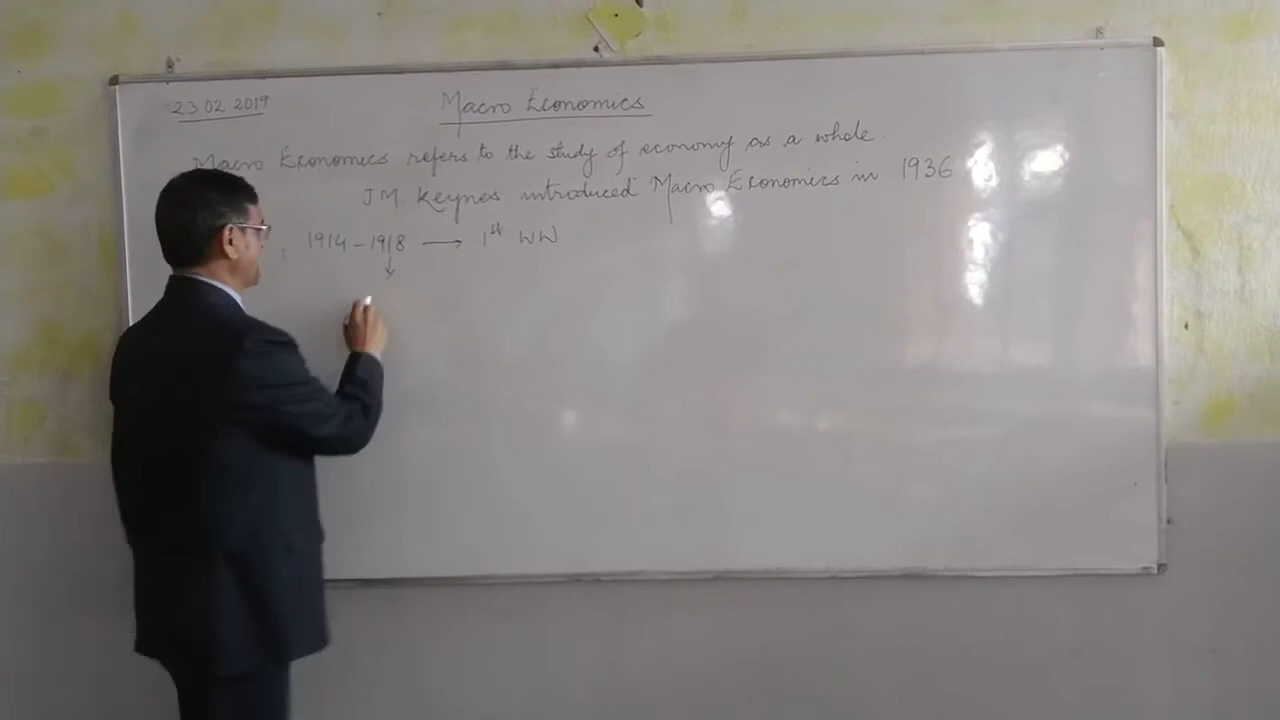 23.02.2019
Macro Economics
Macro Economics refers to the study of economy as a whole.
J.M. Keynes introduced Macro Economics in 1936
1914 – 1918 → 1st WW
↓